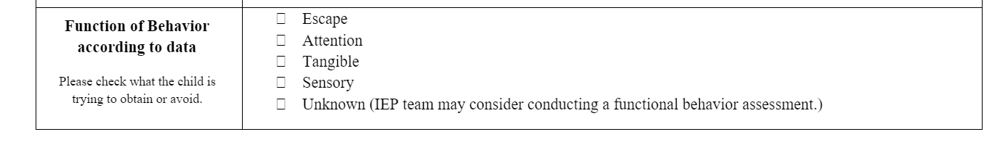 Function of Behavior
according to data
Please check what the child is
trying to obtain or avoid.
☐ Escape
☐ Attention
☐ Tangible
☐ Sensory
☐ Unknown (IEP team may consider conducting a functional behavior assessment.)